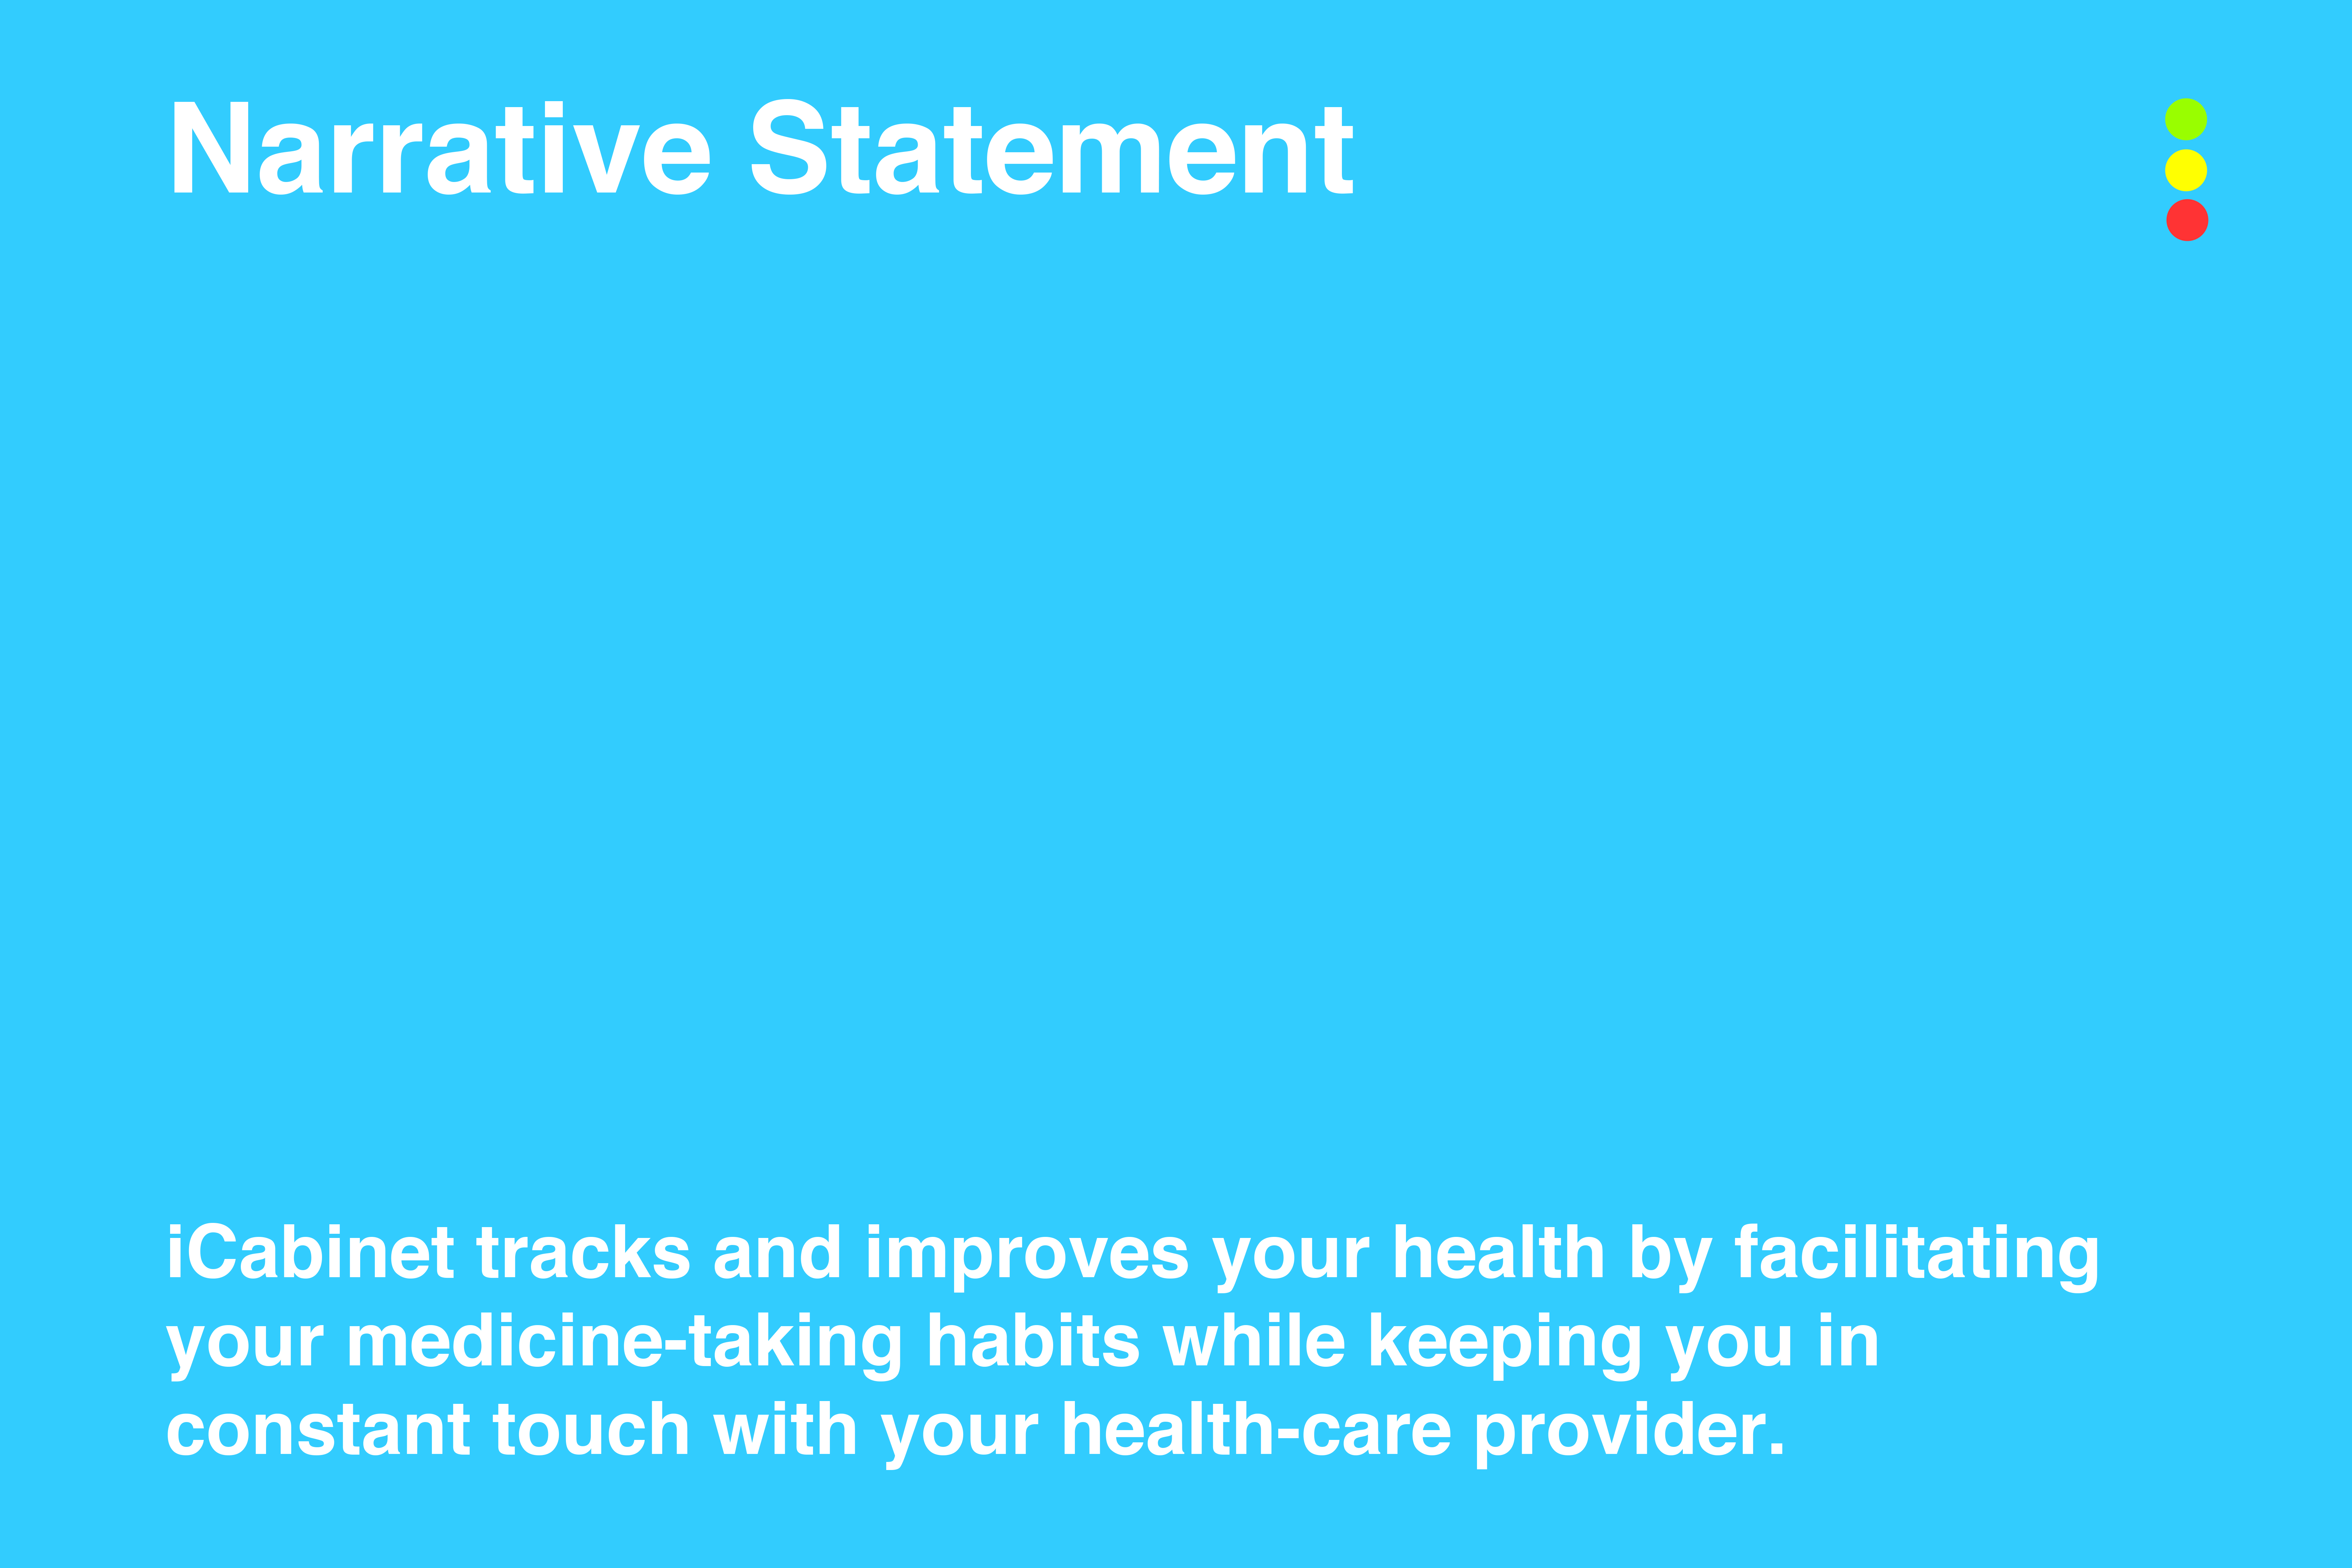 Narrative Statement
iCabinet tracks and improves your health by facilitating
your medicine-taking habits while keeping you in
constant touch with your health-care provider.